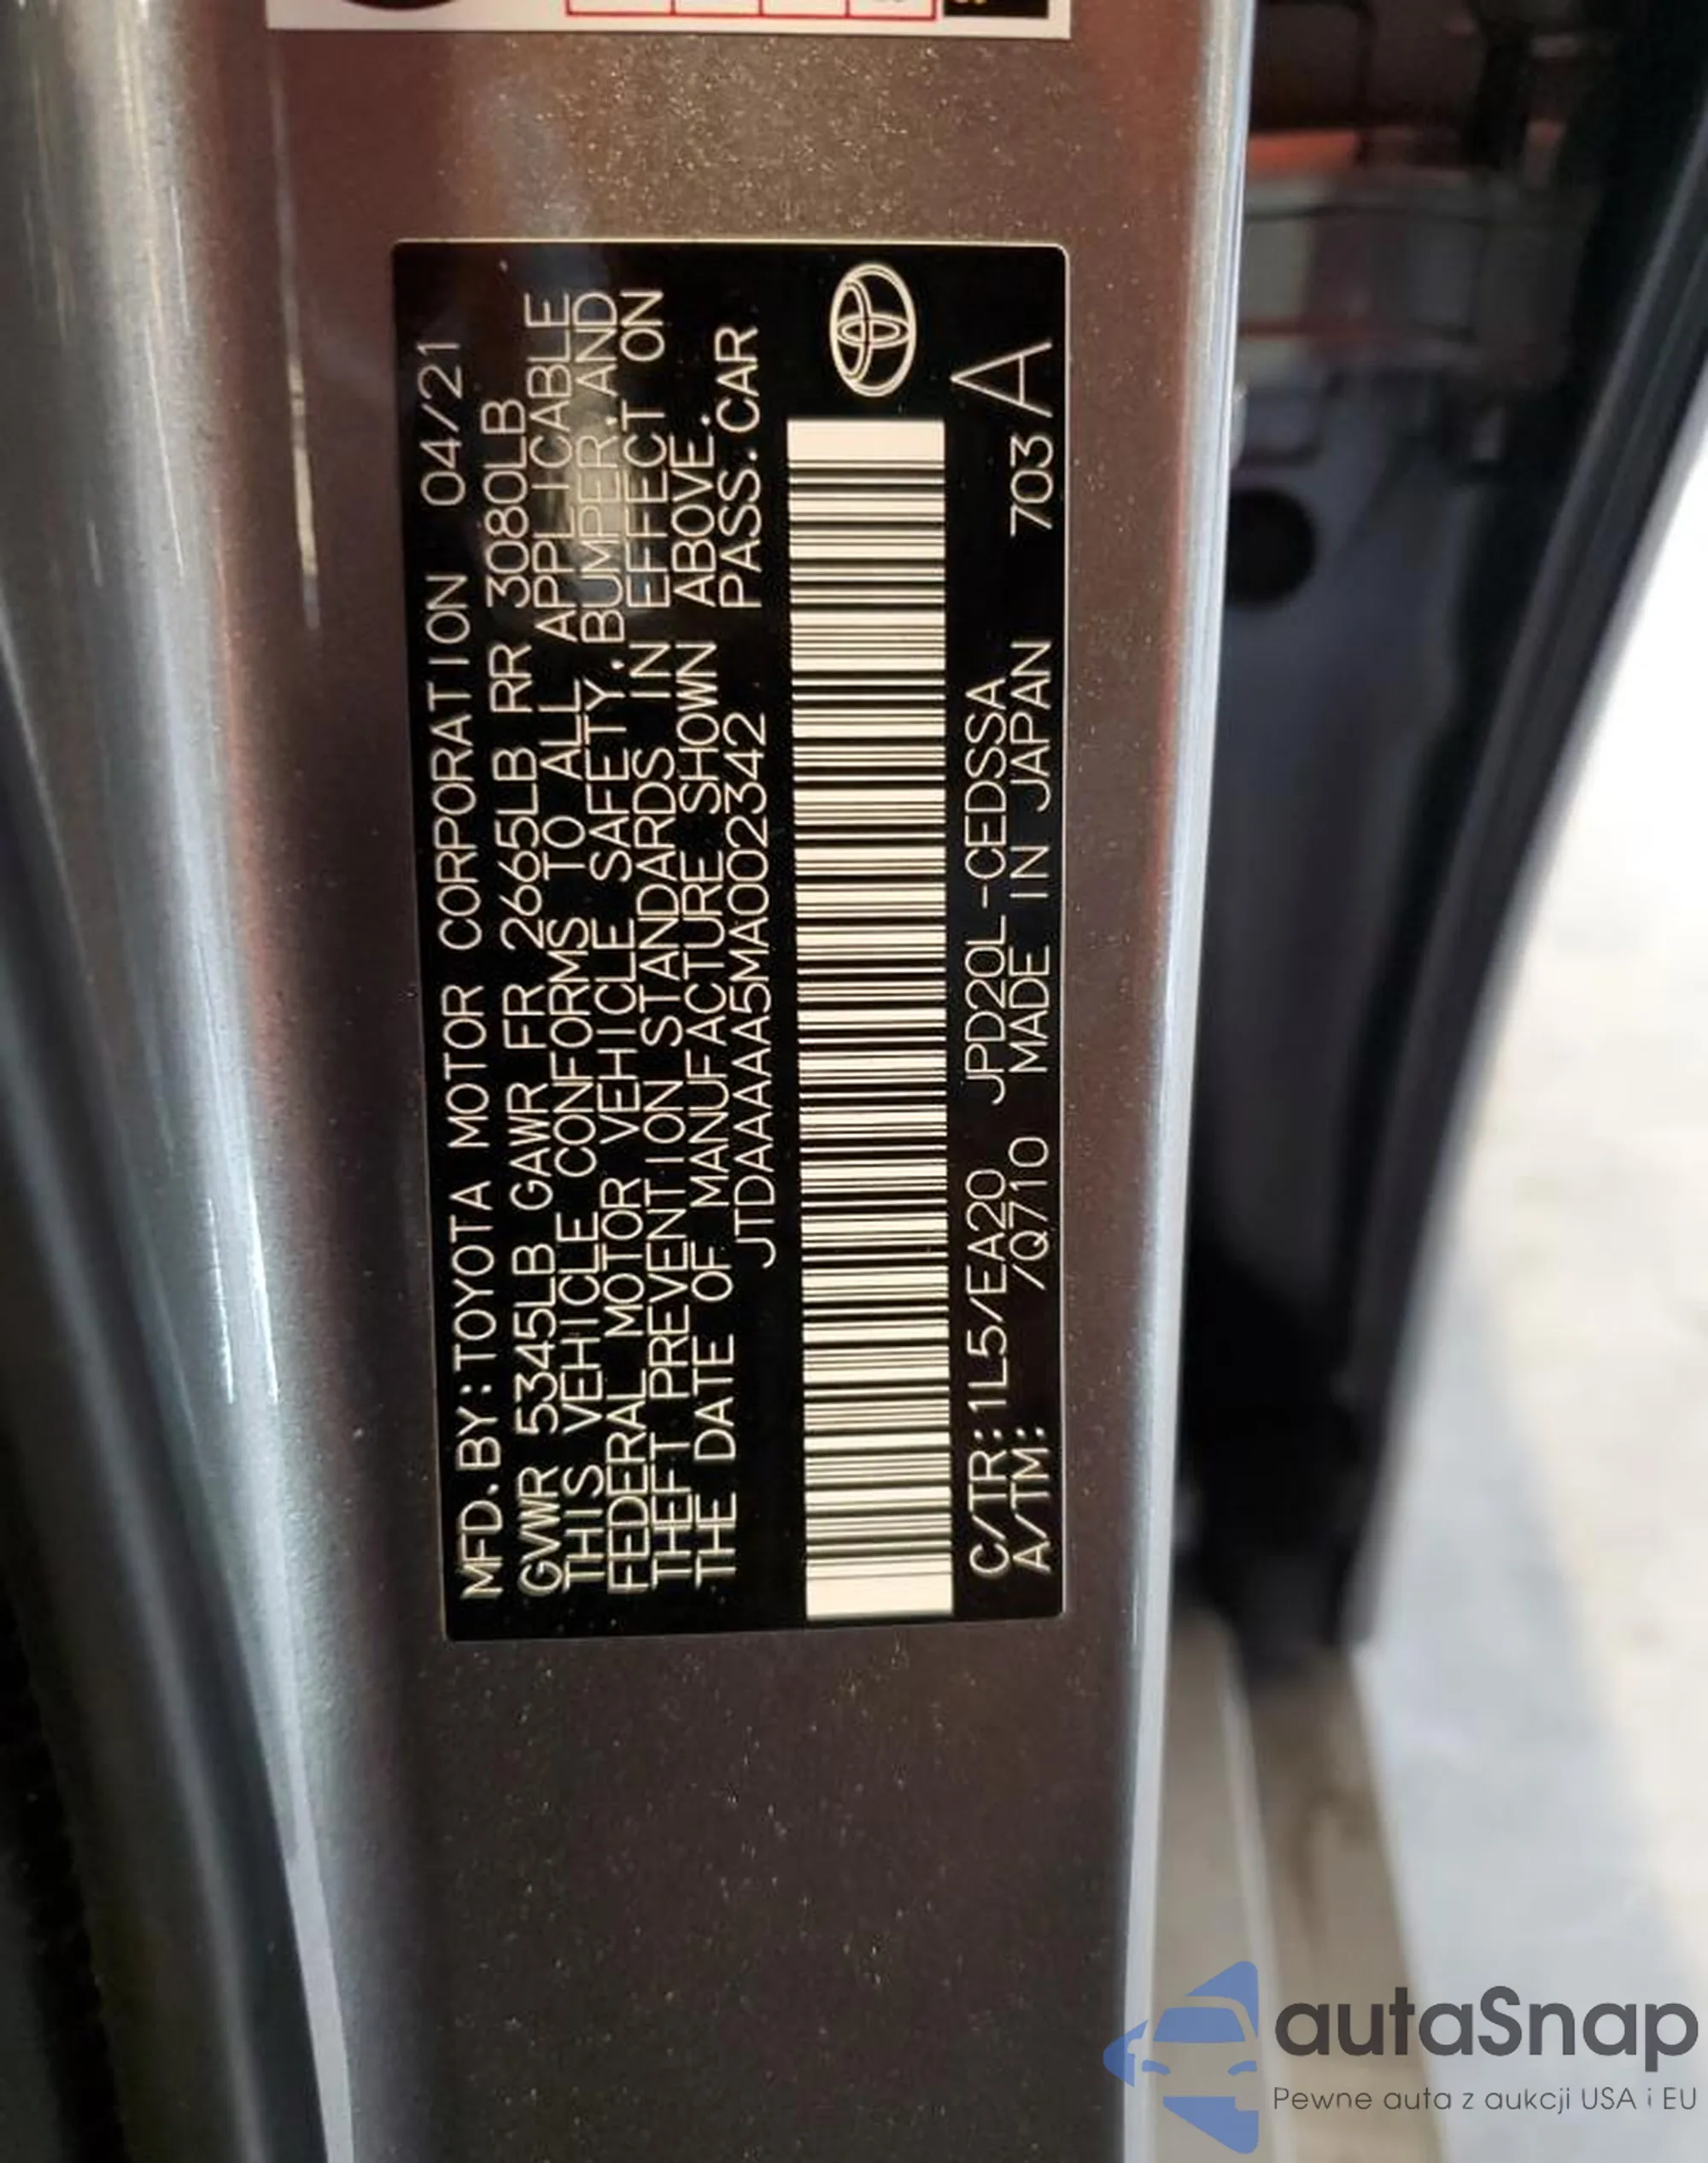 MFD.BY:TOYOTA MOTOR CORPORATION 04/21
GVWR 5345LB GAWR FR 2665LB RR 3080LB
THIS VEHICLE CONFORMS TO ALL APPLICABLE
FEDERAL MOTOR VEHICLE SAFETY.BUMPER.AND
THEFT PREVENTION STANDARDS IN EFFECT ON
THE DATE OF MANUFACTURE SHOWN ABOVE.
JTDAAAAA5MA002342 PASS.CAR
C/TR:1L5/EA20 JPD20L-CEDSSA
A/TM: /Q710 MADE IN JAPAN 703 A
autaSnap
Pewne auta z aukcji USA i EU